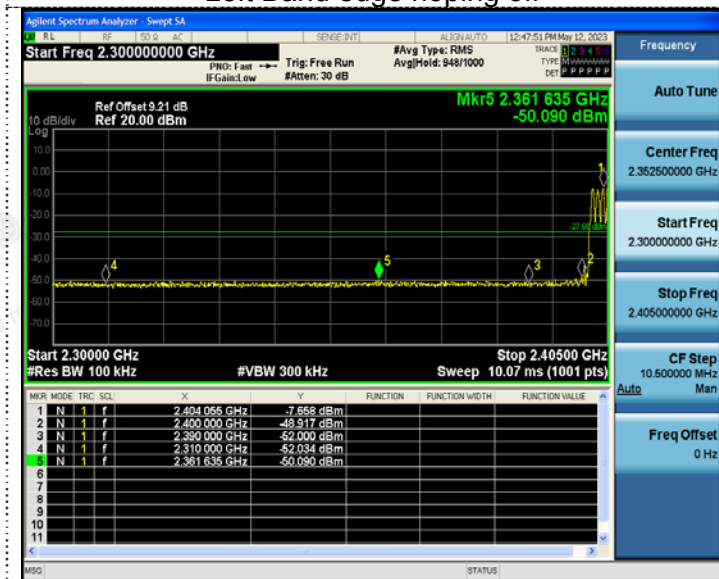 Agilent Spectrum Analyzer - Swept SA
RL RF 50 Ω AC SENSE:INT ALIGN AUTO 12:47:51 PM May 12, 2023
Start Freq 2.300000000 GHz
PNO: Fast
IFGain:Low
Trig: Free Run
#Atten: 30 dB
#Avg Type: RMS
Avg|Hold: 948/1000
TRACE 1 2 3 4 5 6
TYPE M
DET P P P P P P
Ref Offset 9.21 dB
10 dB/div Ref 20.00 dBm
Log
Mkr5 2.361 635 GHz
-50.090 dBm
10.0
0.00
-10.0
-20.0
-30.0
-40.0
-50.0
-60.0
-70.0
1
2
3
4
5
Start 2.30000 GHz Stop 2.40500 GHz
#Res BW 100 kHz #VBW 300 kHz Sweep 10.07 ms (1001 pts)
MKR MODE TRC SCL X Y FUNCTION FUNCTION WIDTH FUNCTION VALUE
1 N 1 f 2.404 055 GHz -7.658 dBm
2 N 1 f 2.400 000 GHz -48.917 dBm
3 N 1 f 2.390 000 GHz -52.000 dBm
4 N 1 f 2.310 000 GHz -52.034 dBm
5 N 1 f 2.361 635 GHz -50.090 dBm
6
7
8
9
10
11
MSG STATUS
Frequency
Auto Tune
Center Freq
2.352500000 GHz
Start Freq
2.300000000 GHz
Stop Freq
2.405000000 GHz
CF Step
10.500000 MHz
Auto Man
Freq Offset
0 Hz